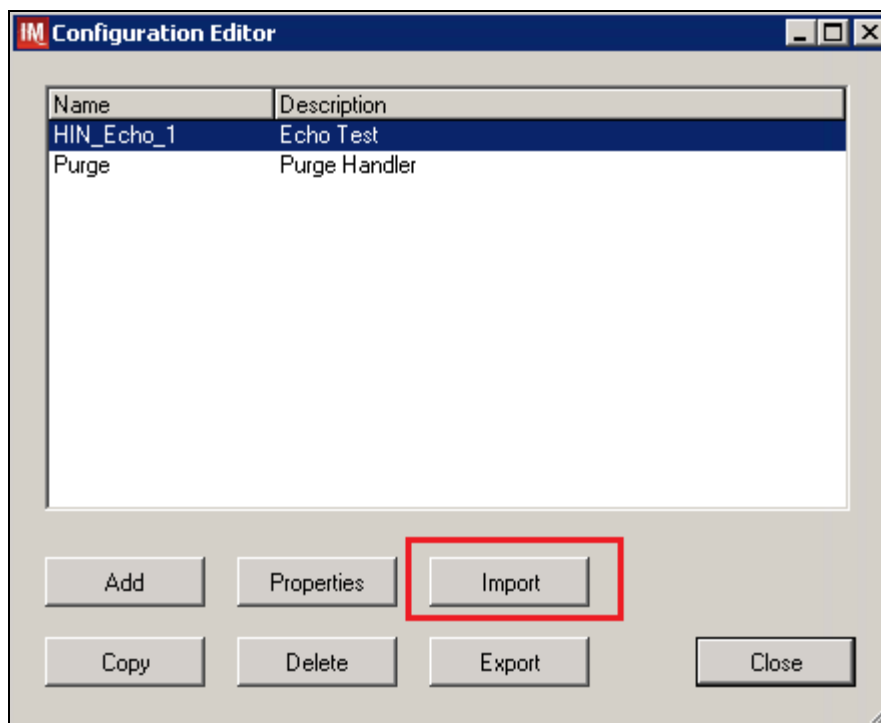 IM Configuration Editor
Name Description
HIN_Echo_1 Echo Test
Purge Purge Handler
Add Properties Import
Copy Delete Export Close